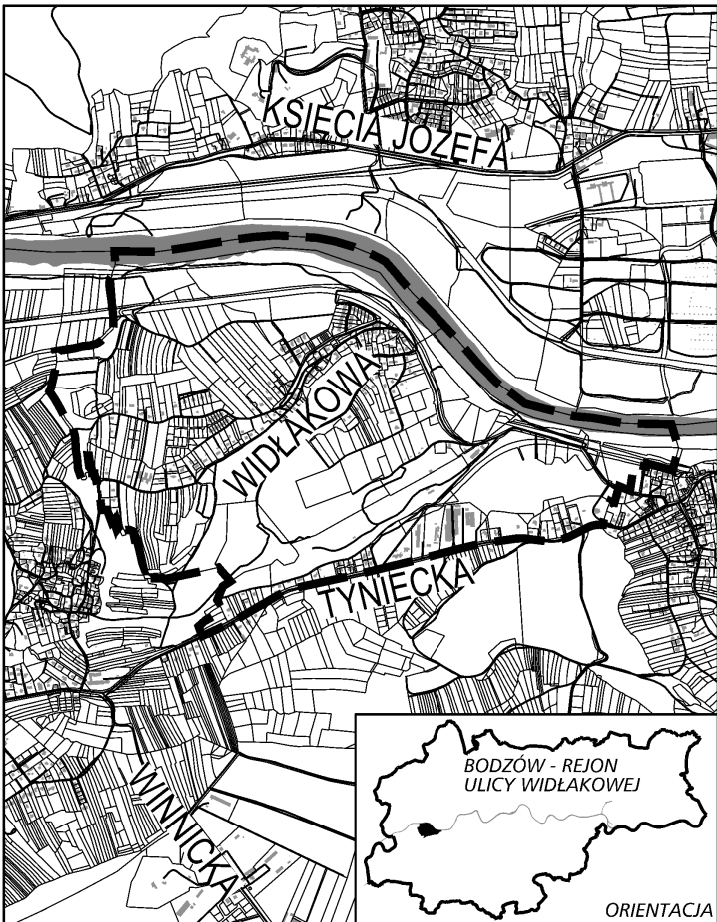 KSIĘCIA JÓZEFA
WIDŁAKOWA
TYNIECKA
WINNICKA
BODZÓW - REJON
ULICY WIDŁAKOWEJ
ORIENTACJA